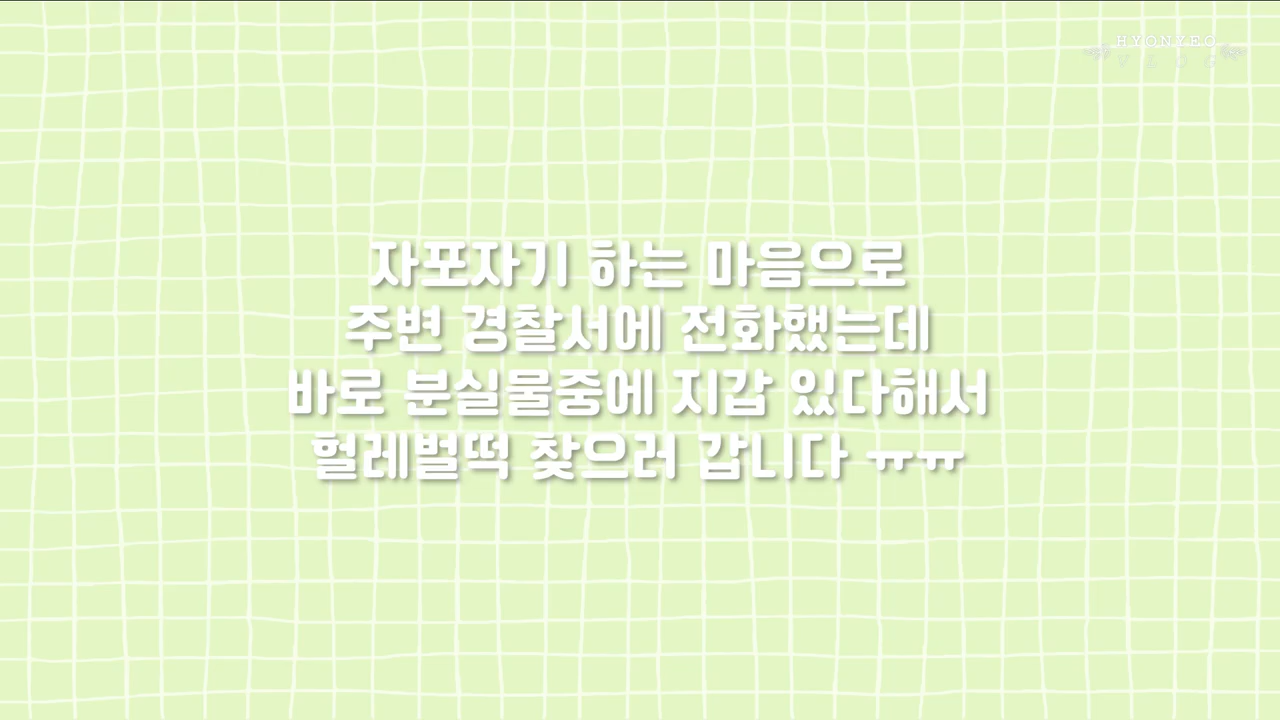 HYONYEO
VLOG
자포자기 하는 마음으로
주변 경찰서에 전화했는데
바로 분실물중에 지갑 있다해서
헐레벌떡 찾으러 갑니다 ㅠㅠ